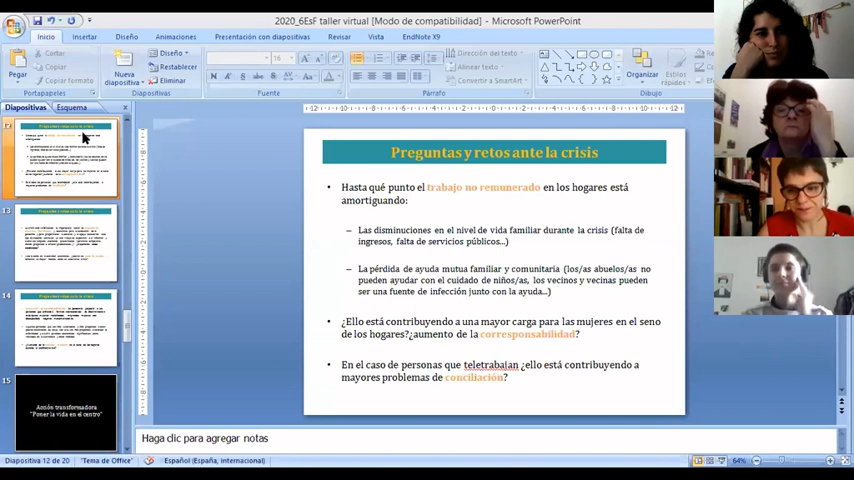 2020_6EsF taller virtual [Modo de compatibilidad] - Microsoft PowerPoint
Inicio Insertar Diseño Animaciones Presentación con diapositivas Revisar Vista EndNote X9
Pegar
Cortar
Copiar
Copiar formato
Portapapeles
Nueva diapositiva
Diseño
Restablecer
Eliminar
Diapositivas
16
Fuente
Dirección del texto
Alinear texto
Convertir a SmartArt
Párrafo
Organizar
Estilos rápidos
Dibujo
Diapositivas Esquema
12
13
14
15
Acción transformadora
"Poner la vida en el centro"
Preguntas y retos ante la crisis
• Hasta qué punto el trabajo no remunerado en los hogares está
amortiguando:
— Las disminuciones en el nivel de vida familiar durante la crisis (falta de
ingresos, falta de servicios públicos...)
— La pérdida de ayuda mutua familiar y comunitaria (los/as abuelos/as no
pueden ayudar con el cuidado de niños/as, los vecinos y vecinas pueden
ser una fuente de infección junto con la ayuda...)
• ¿Ello está contribuyendo a una mayor carga para las mujeres en el seno
de los hogares?¿aumento de la corresponsabilidad?
• En el caso de personas que teletrabajan ¿ello está contribuyendo a
mayores problemas de conciliación?
Haga clic para agregar notas
Diapositiva 12 de 20 "Tema de Office" Español (España, internacional) 64%